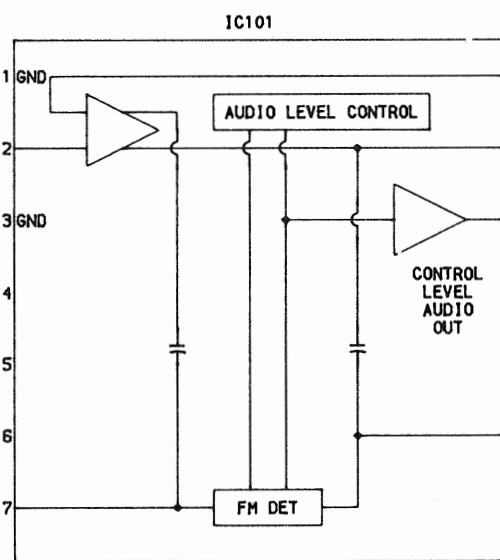 IC101
1 GND
AUDIO LEVEL CONTROL
2
3 GND
CONTROL
LEVEL
AUDIO
OUT
4
5
6
7
FM DET